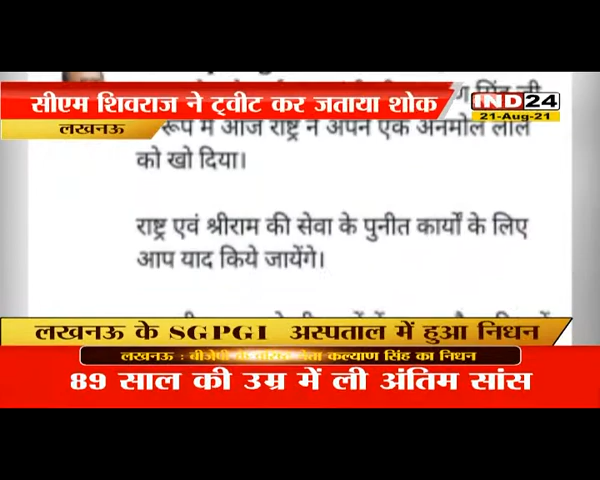 सीएम शिवराज ने ट्वीट कर जताया शोक
IND24
21-Aug-21
लखनऊ
रूप में आज राष्ट्र ने अपने एक अनमोल लाल
को खो दिया।
राष्ट्र एवं श्रीराम की सेवा के पुनीत कार्यों के लिए
आप याद किये जायेंगे।
लखनऊ के SGPGI अस्पताल में हुआ निधन
लखनऊ : बीजेपी के नेता कल्याण सिंह का निधन
89 साल की उम्र में ली अंतिम सांस